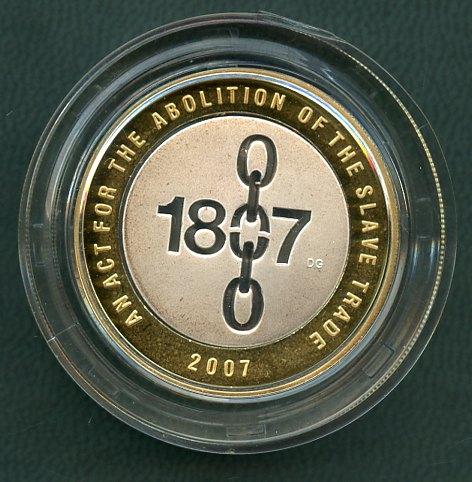 AN ACT FOR THE ABOLITION OF THE SLAVE TRADE
1807
DG
2007